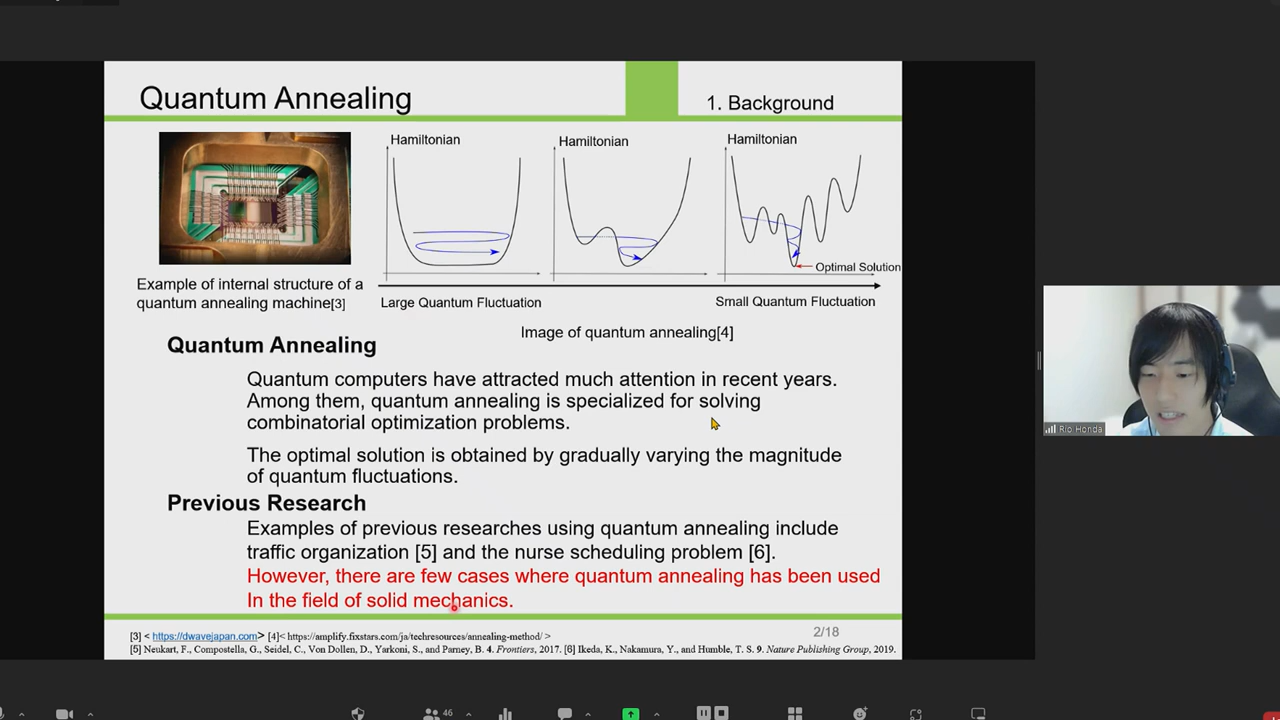 Quantum Annealing
1. Background
Hamiltonian
Hamiltonian
Hamiltonian
Optimal Solution
Example of internal structure of a
quantum annealing machine[3]
Large Quantum Fluctuation
Small Quantum Fluctuation
Image of quantum annealing[4]
Quantum Annealing
Quantum computers have attracted much attention in recent years.
Among them, quantum annealing is specialized for solving
combinatorial optimization problems.
The optimal solution is obtained by gradually varying the magnitude
of quantum fluctuations.
Previous Research
Examples of previous researches using quantum annealing include
traffic organization [5] and the nurse scheduling problem [6].
However, there are few cases where quantum annealing has been used
In the field of solid mechanics.
2/18
[3] < https://dwavejapan.com> [4]< https://amplify.fixstars.com/ja/techresources/annealing-method/ >
[5] Neukart, F., Compostella, G., Seidel, C., Von Dollen, D., Yarkoni, S., and Parney, B. 4. Frontiers, 2017. [6] Ikeda, K., Nakamura, Y., and Humble, T. S. 9. Nature Publishing Group, 2019.
Rio Honda
46